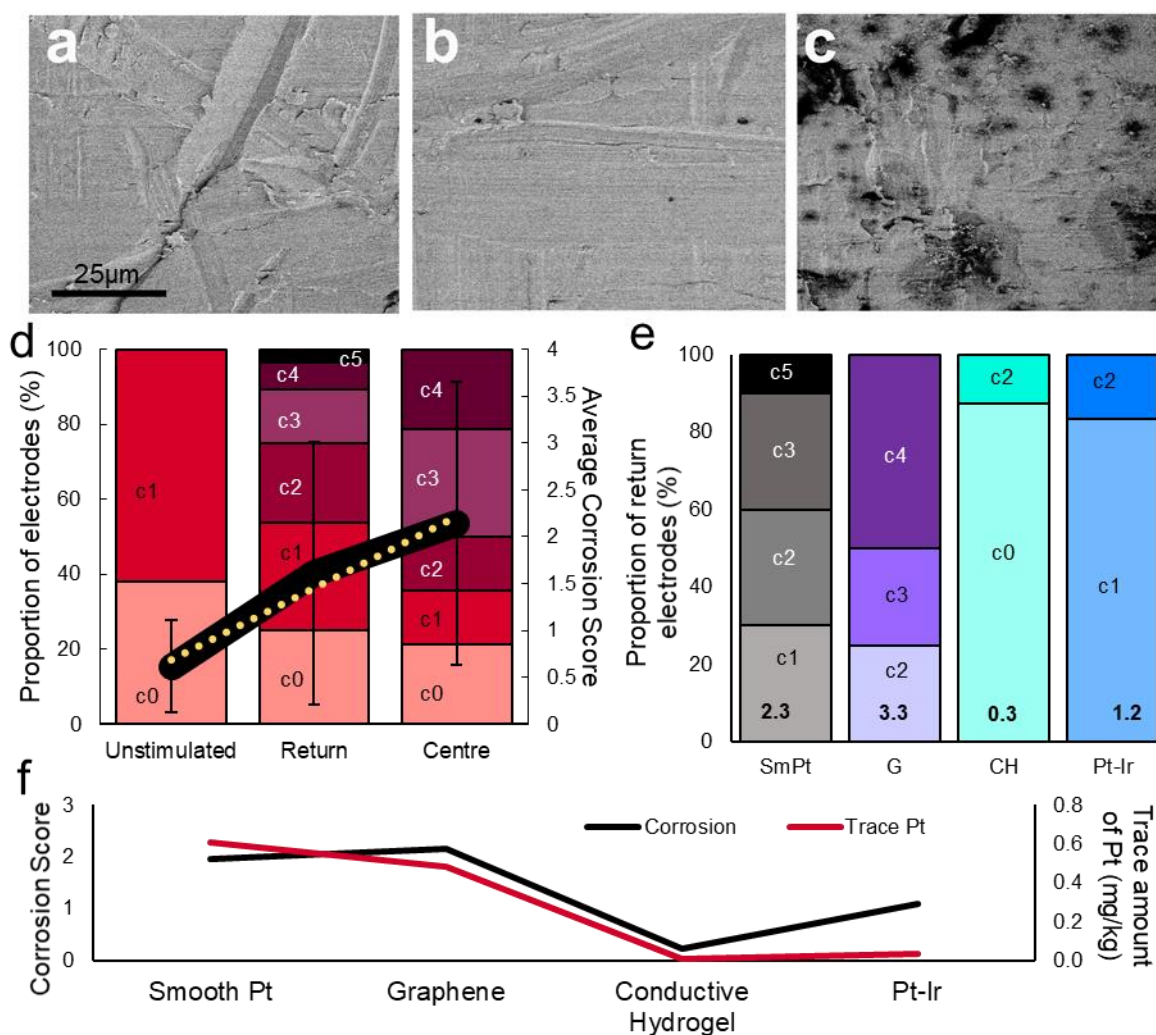 a
b
c
25µm
d
100
80
60
40
20
0
Proportion of electrodes (%)
c1
c0
c5
c4
c3
c2
c1
c0
c4
c3
c2
c1
c0
4
3.5
3
2.5
2
1.5
1
0.5
0
Average Corrosion Score
Unstimulated
Return
Centre
e
100
80
60
40
20
0
Proportion of return
electrodes (%)
c5
c3
c2
c1
2.3
c4
c3
c2
3.3
c2
c0
0.3
c2
c1
1.2
SmPt
G
CH
Pt-Ir
f
3
2
1
0
Corrosion Score
Corrosion
Trace Pt
0.8
0.6
0.4
0.2
0.0
Trace amount
of Pt (mg/kg)
Smooth Pt
Graphene
Conductive
Hydrogel
Pt-Ir